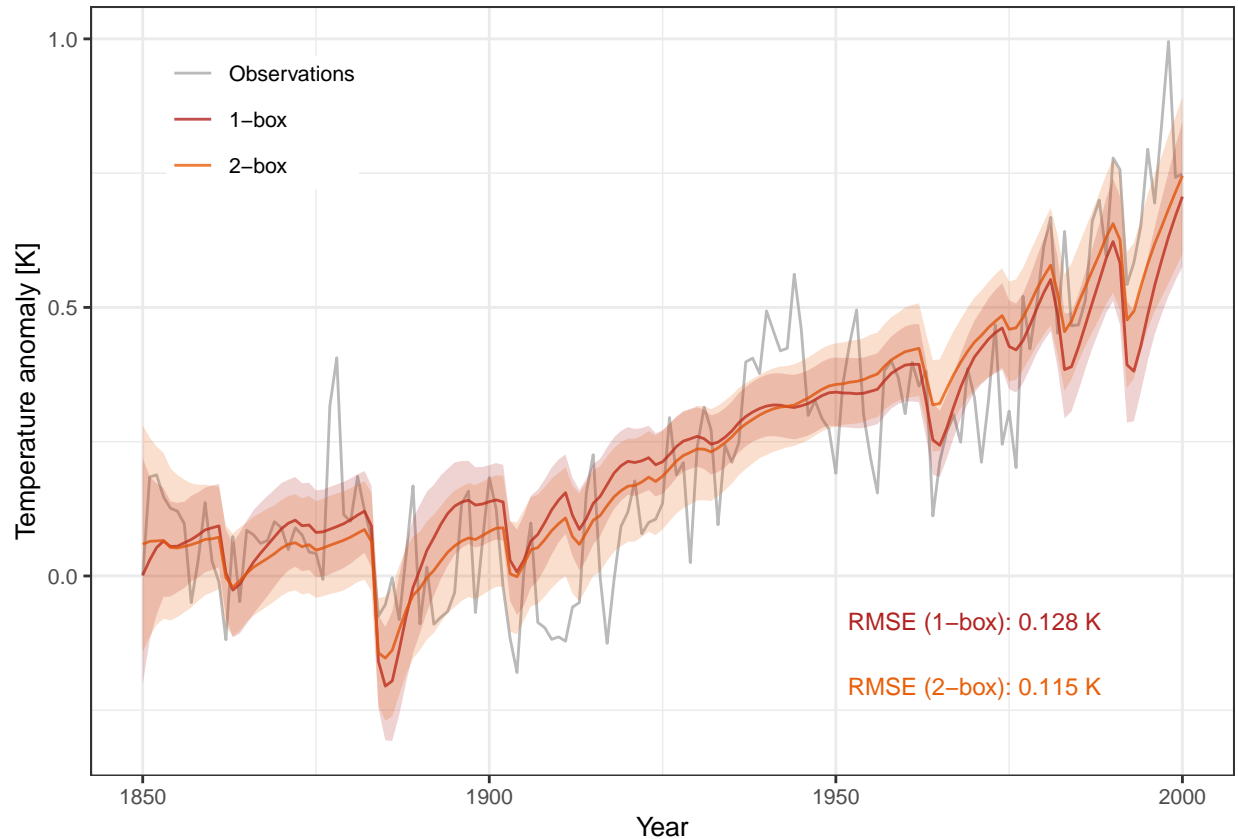 1.0
Observations
1−box
2−box
Temperature anomaly [K]
0.5
0.0
RMSE (1−box): 0.128 K
RMSE (2−box): 0.115 K
1850
1900
1950
2000
Year